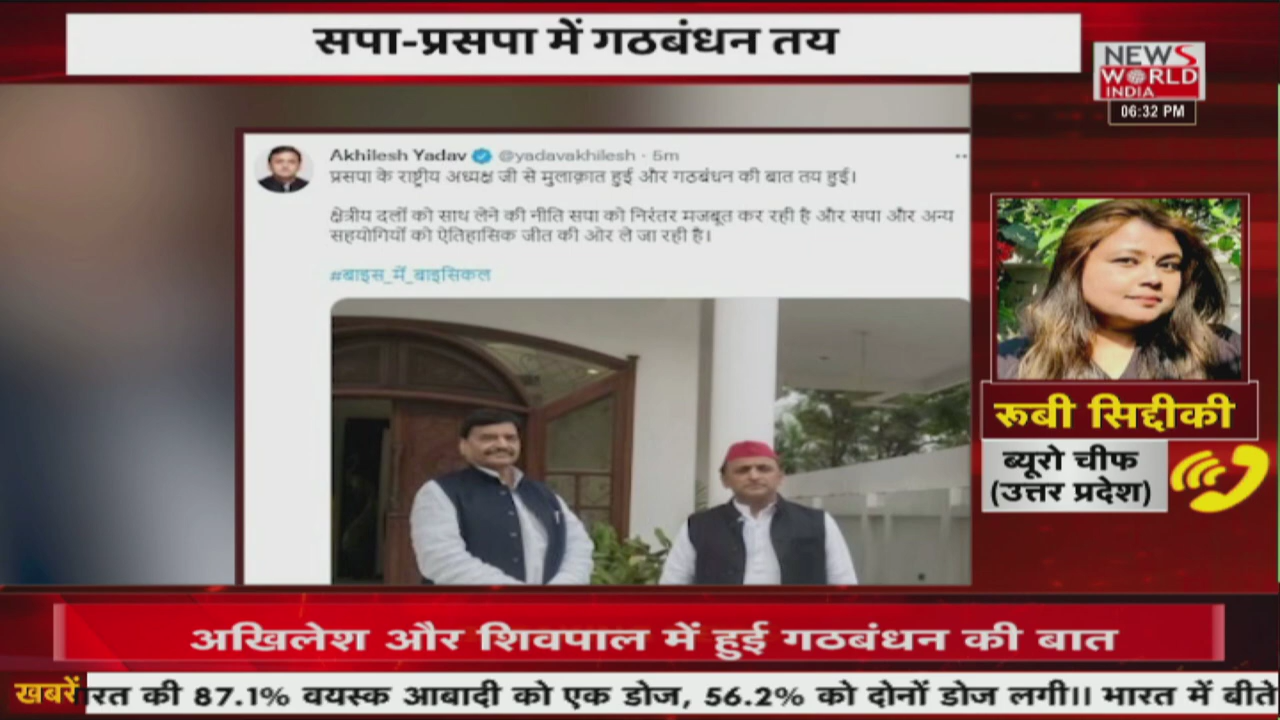 सपा-प्रसपा में गठबंधन तय
NEWS
WORLD
INDIA
06:32 PM
Akhilesh Yadav @yadavakhilesh · 5m
प्रसपा के राष्ट्रीय अध्यक्ष जी से मुलाक़ात हुई और गठबंधन की बात तय हुई।
क्षेत्रीय दलों को साथ लेने की नीति सपा को निरंतर मजबूत कर रही है और सपा और अन्य
सहयोगियों को ऐतिहासिक जीत की ओर ले जा रही है।
#बाइस_में_बाइसिकल
रूबी सिद्दीकी
ब्यूरो चीफ
(उत्तर प्रदेश)
अखिलेश और शिवपाल में हुई गठबंधन की बात
खबरें रत की 87.1% वयस्क आबादी को एक डोज, 56.2% को दोनों डोज लगी।। भारत में बीते